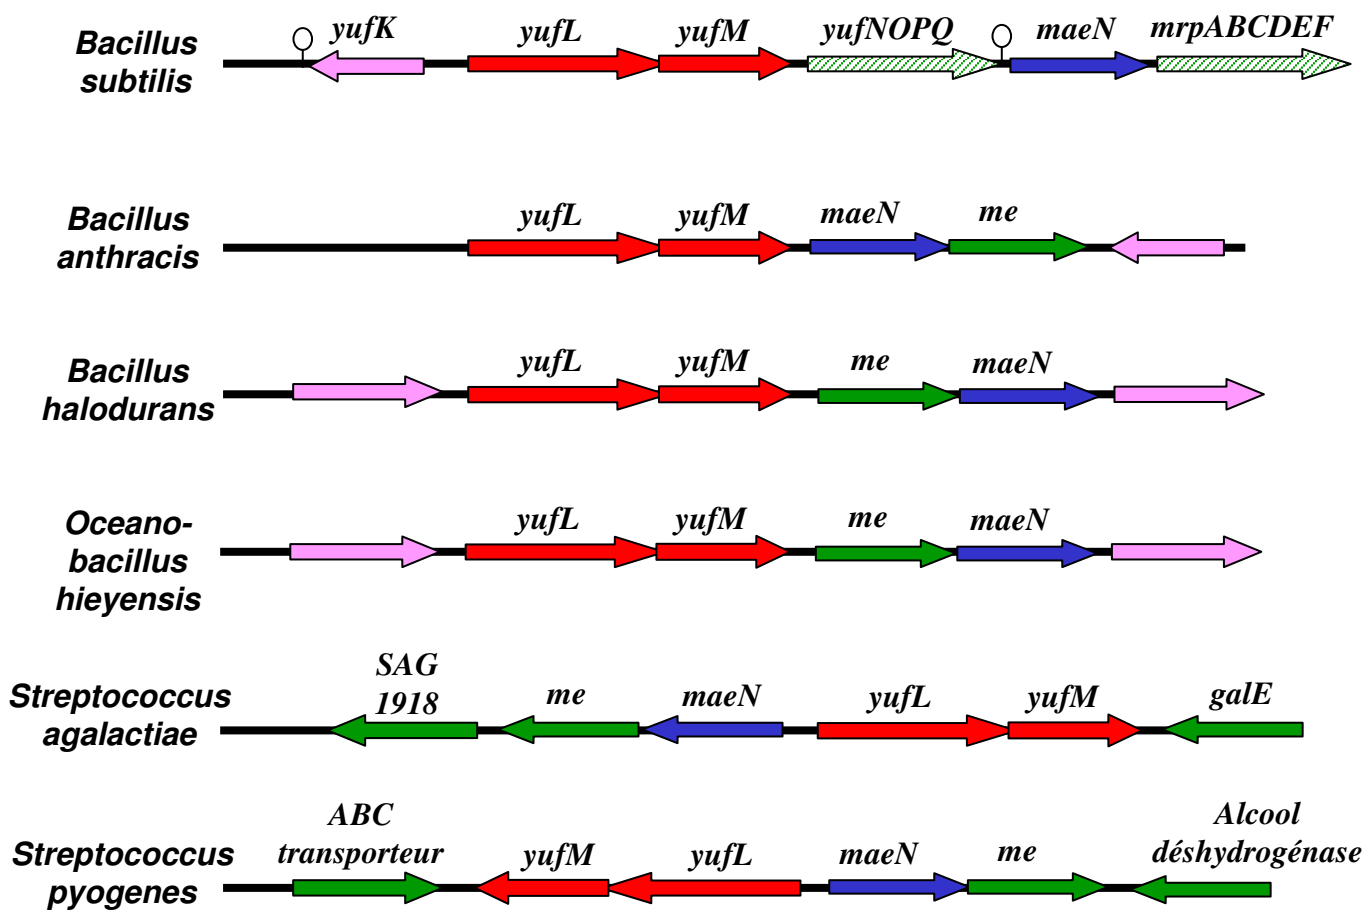 Bacillus
subtilis
yufK yufL yufM yufNOPQ maeN mrpABCDEF
Bacillus
anthracis
yufL yufM maeN me
Bacillus
halodurans
yufL yufM me maeN
Oceano-
bacillus
hieyensis
yufL yufM me maeN
Streptococcus
agalactiae
SAG
1918 me maeN yufL yufM galE
Streptococcus
pyogenes
ABC
transporteur yufM yufL maeN me
Alcool
déshydrogénase